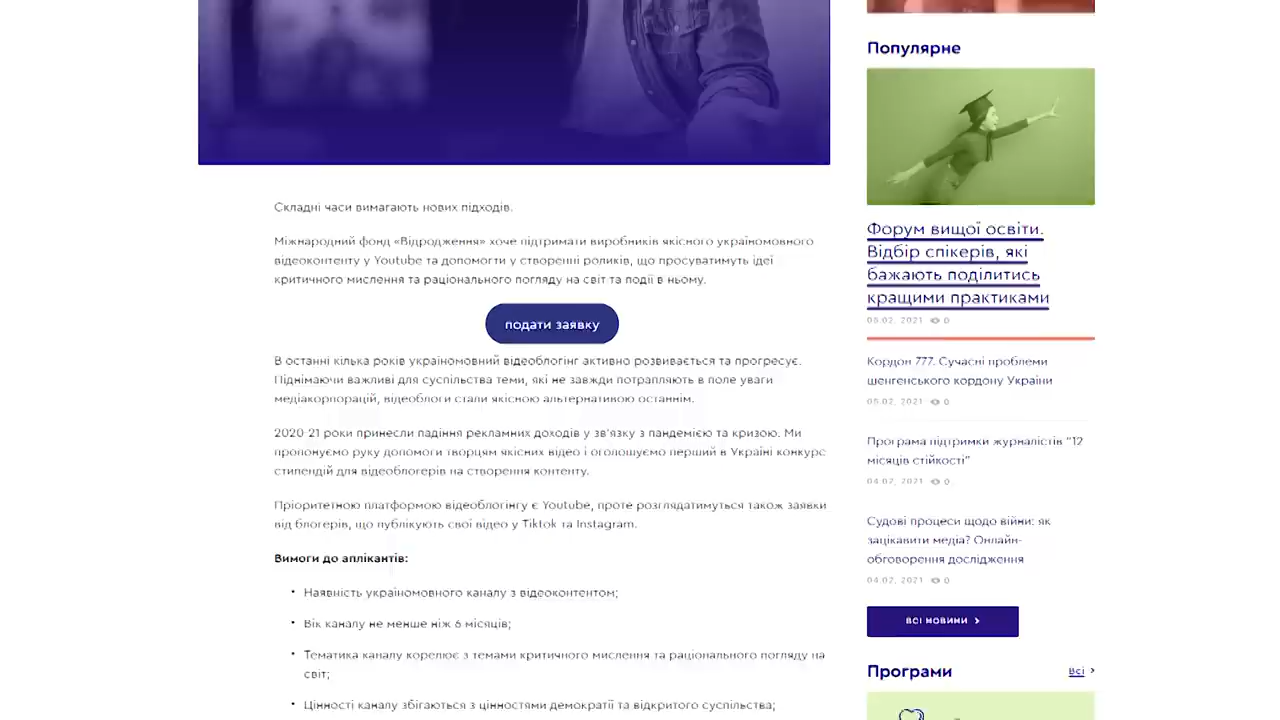 Складні часи вимагають нових підходів.
Міжнародний фонд «Відродження» хоче підтримати виробників якісного україномовного
відеоконтенту у Youtube та допомогти у створенні роликів, що просуватимуть ідеї
критичного мислення та раціонального погляду на світ та події в ньому.
подати заявку
В останні кілька років україномовний відеоблогінг активно розвивається та прогресує.
Піднімаючи важливі для суспільства теми, які не завжди потрапляють в поле уваги
медіакорпорацій, відеоблоги стали якісною альтернативою останнім.
2020-21 роки принесли падіння рекламних доходів у зв'язку з пандемією та кризою. Ми
пропонуємо руку допомоги творцям якісних відео і оголошуємо перший в Україні конкурс
стипендій для відеоблогерів на створення контенту.
Пріоритетною платформою відеоблогінгу є Youtube, проте розглядатимуться також заявки
від блогерів, що публікують свої відео у Tiktok та Instagram.
Вимоги до аплікантів:
• Наявність україномовного каналу з відеоконтентом;
• Вік каналу не менше ніж 6 місяців;
• Тематика каналу корелює з темами критичного мислення та раціонального погляду на
світ;
• Цінності каналу збігаються з цінностями демократії та відкритого суспільства;
Популярне
Форум вищої освіти.
Відбір спікерів, які
бажають поділитись
кращими практиками
05.02, 2021 0
Кордон 777. Сучасні проблеми
шенгенського кордону України
05.02, 2021 0
Програма підтримки журналістів "12
місяців стійкості"
04.02, 2021 0
Судові процеси щодо війни: як
зацікавити медіа? Онлайн-
обговорення дослідження
04.02, 2021 0
ВСІ НОВИНИ >
Програми
Всі >